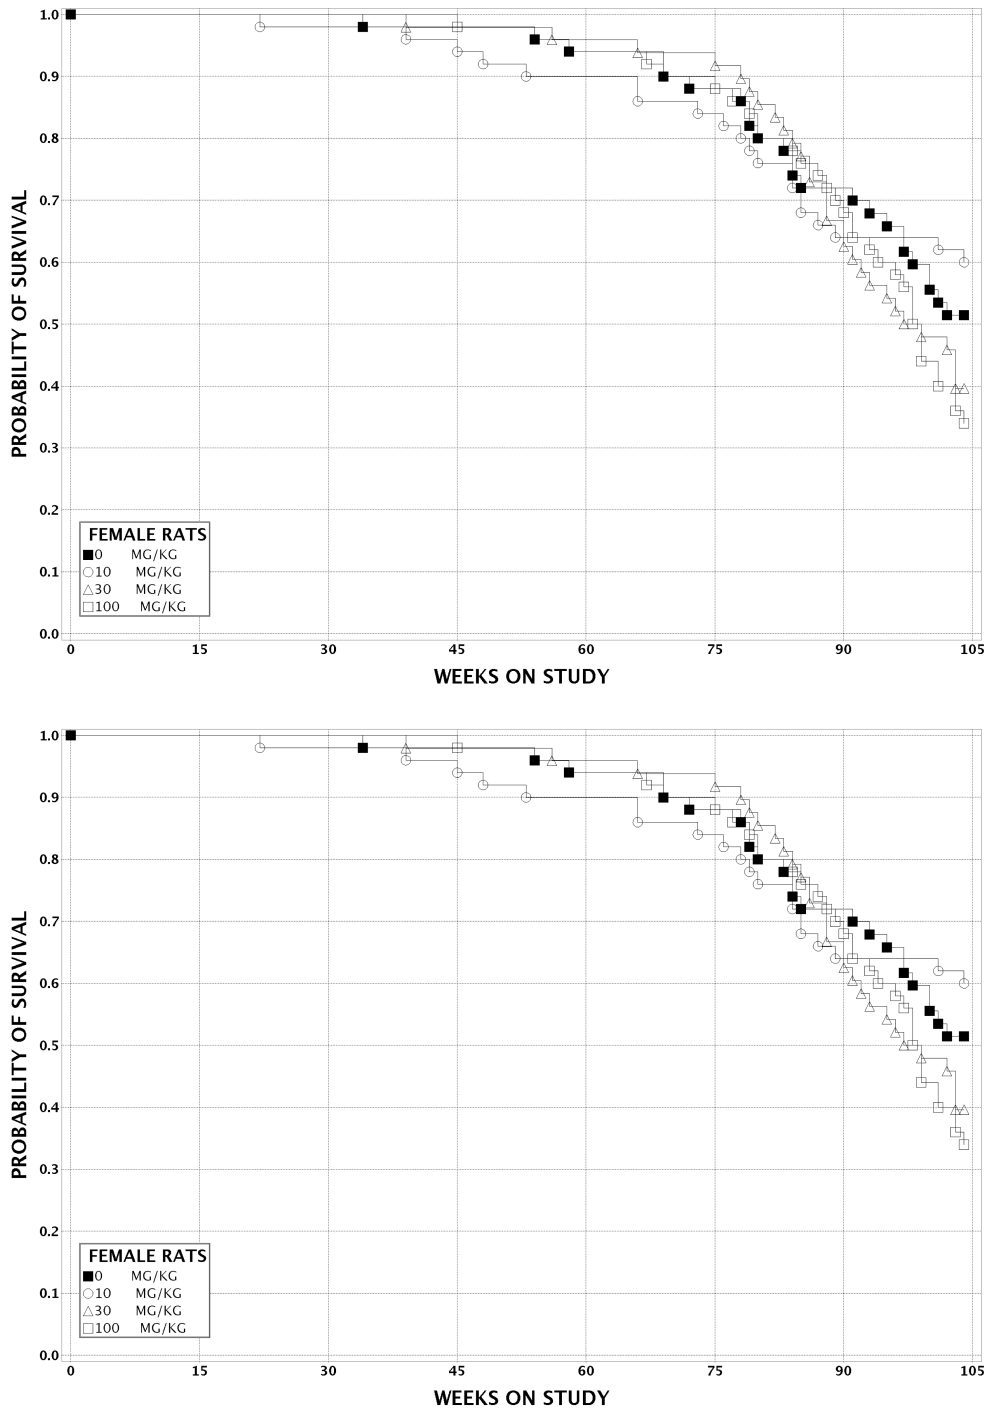 1.0
0.9
0.8
0.7
0.6
0.5
0.4
0.3
0.2
0.1
0.0
PROBABILITY OF SURVIVAL
FEMALE RATS
0 MG/KG
10 MG/KG
30 MG/KG
100 MG/KG
0 15 30 45 60 75 90 105
WEEKS ON STUDY
1.0
0.9
0.8
0.7
0.6
0.5
0.4
0.3
0.2
0.1
0.0
PROBABILITY OF SURVIVAL
FEMALE RATS
0 MG/KG
10 MG/KG
30 MG/KG
100 MG/KG
0 15 30 45 60 75 90 105
WEEKS ON STUDY